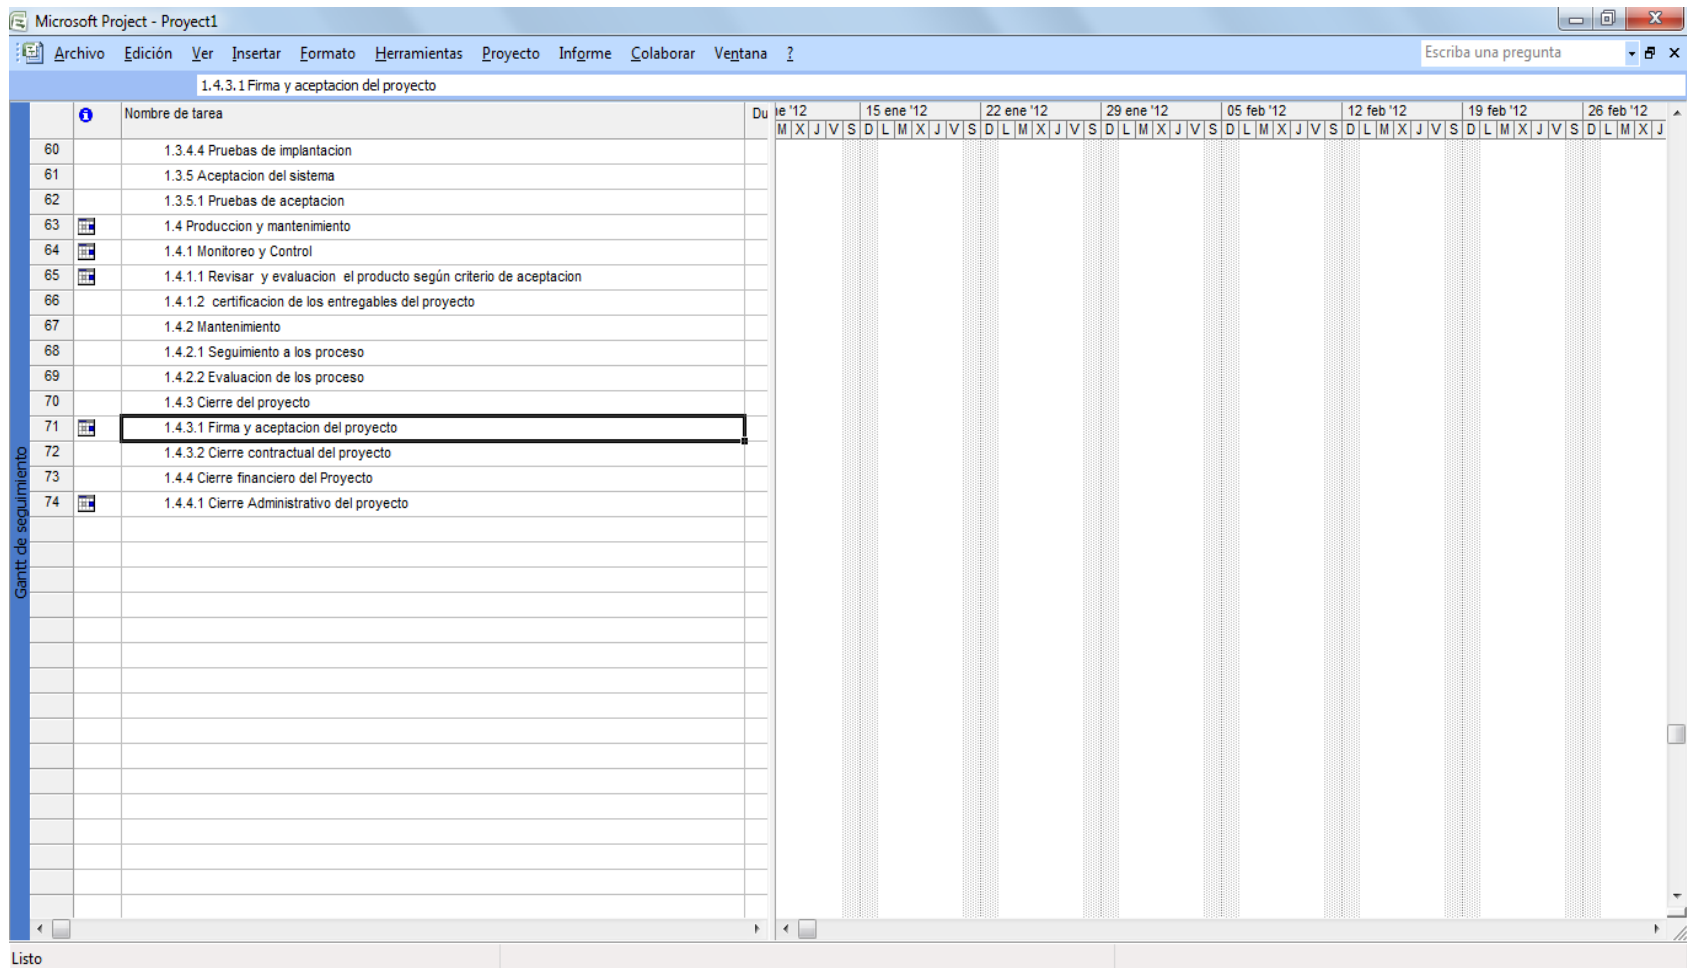 Microsoft Project - Proyect1
Archivo Edición Ver Insertar Formato Herramientas Proyecto Informe Colaborar Ventana ?
Escriba una pregunta
1.4.3.1 Firma y aceptacion del proyecto
Nombre de tarea Du
ne '12 15 ene '12 22 ene '12 29 ene '12 05 feb '12 12 feb '12 19 feb '12 26 feb '12
M X J V S D L M X J V S D L M X J V S D L M X J V S D L M X J V S D L M X J V S D L M X J V S D L M X J
60 1.3.4.4 Pruebas de implantacion
61 1.3.5 Aceptacion del sistema
62 1.3.5.1 Pruebas de aceptacion
63 1.4 Produccion y mantenimiento
64 1.4.1 Monitoreo y Control
65 1.4.1.1 Revisar y evaluacion el producto según criterio de aceptacion
66 1.4.1.2 certificacion de los entregables del proyecto
67 1.4.2 Mantenimiento
68 1.4.2.1 Seguimiento a los proceso
69 1.4.2.2 Evaluacion de los proceso
70 1.4.3 Cierre del proyecto
71 1.4.3.1 Firma y aceptacion del proyecto
72 1.4.3.2 Cierre contractual del proyecto
73 1.4.4 Cierre financiero del Proyecto
74 1.4.4.1 Cierre Administrativo del proyecto
Gantt de seguimiento
Listo